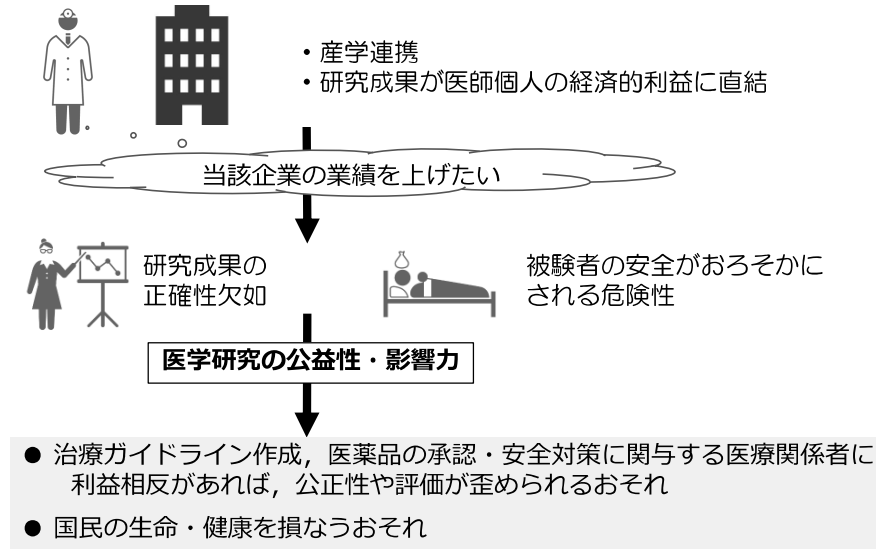 ・産学連携
・研究成果が医師個人の経済的利益に直結
当該企業の業績を上げたい
研究成果の
正確性欠如
被験者の安全がおろそかに
される危険性
医学研究の公益性・影響力
● 治療ガイドライン作成，医薬品の承認・安全対策に関与する医療関係者に
利益相反があれば，公正性や評価が歪められるおそれ
● 国民の生命・健康を損なうおそれ